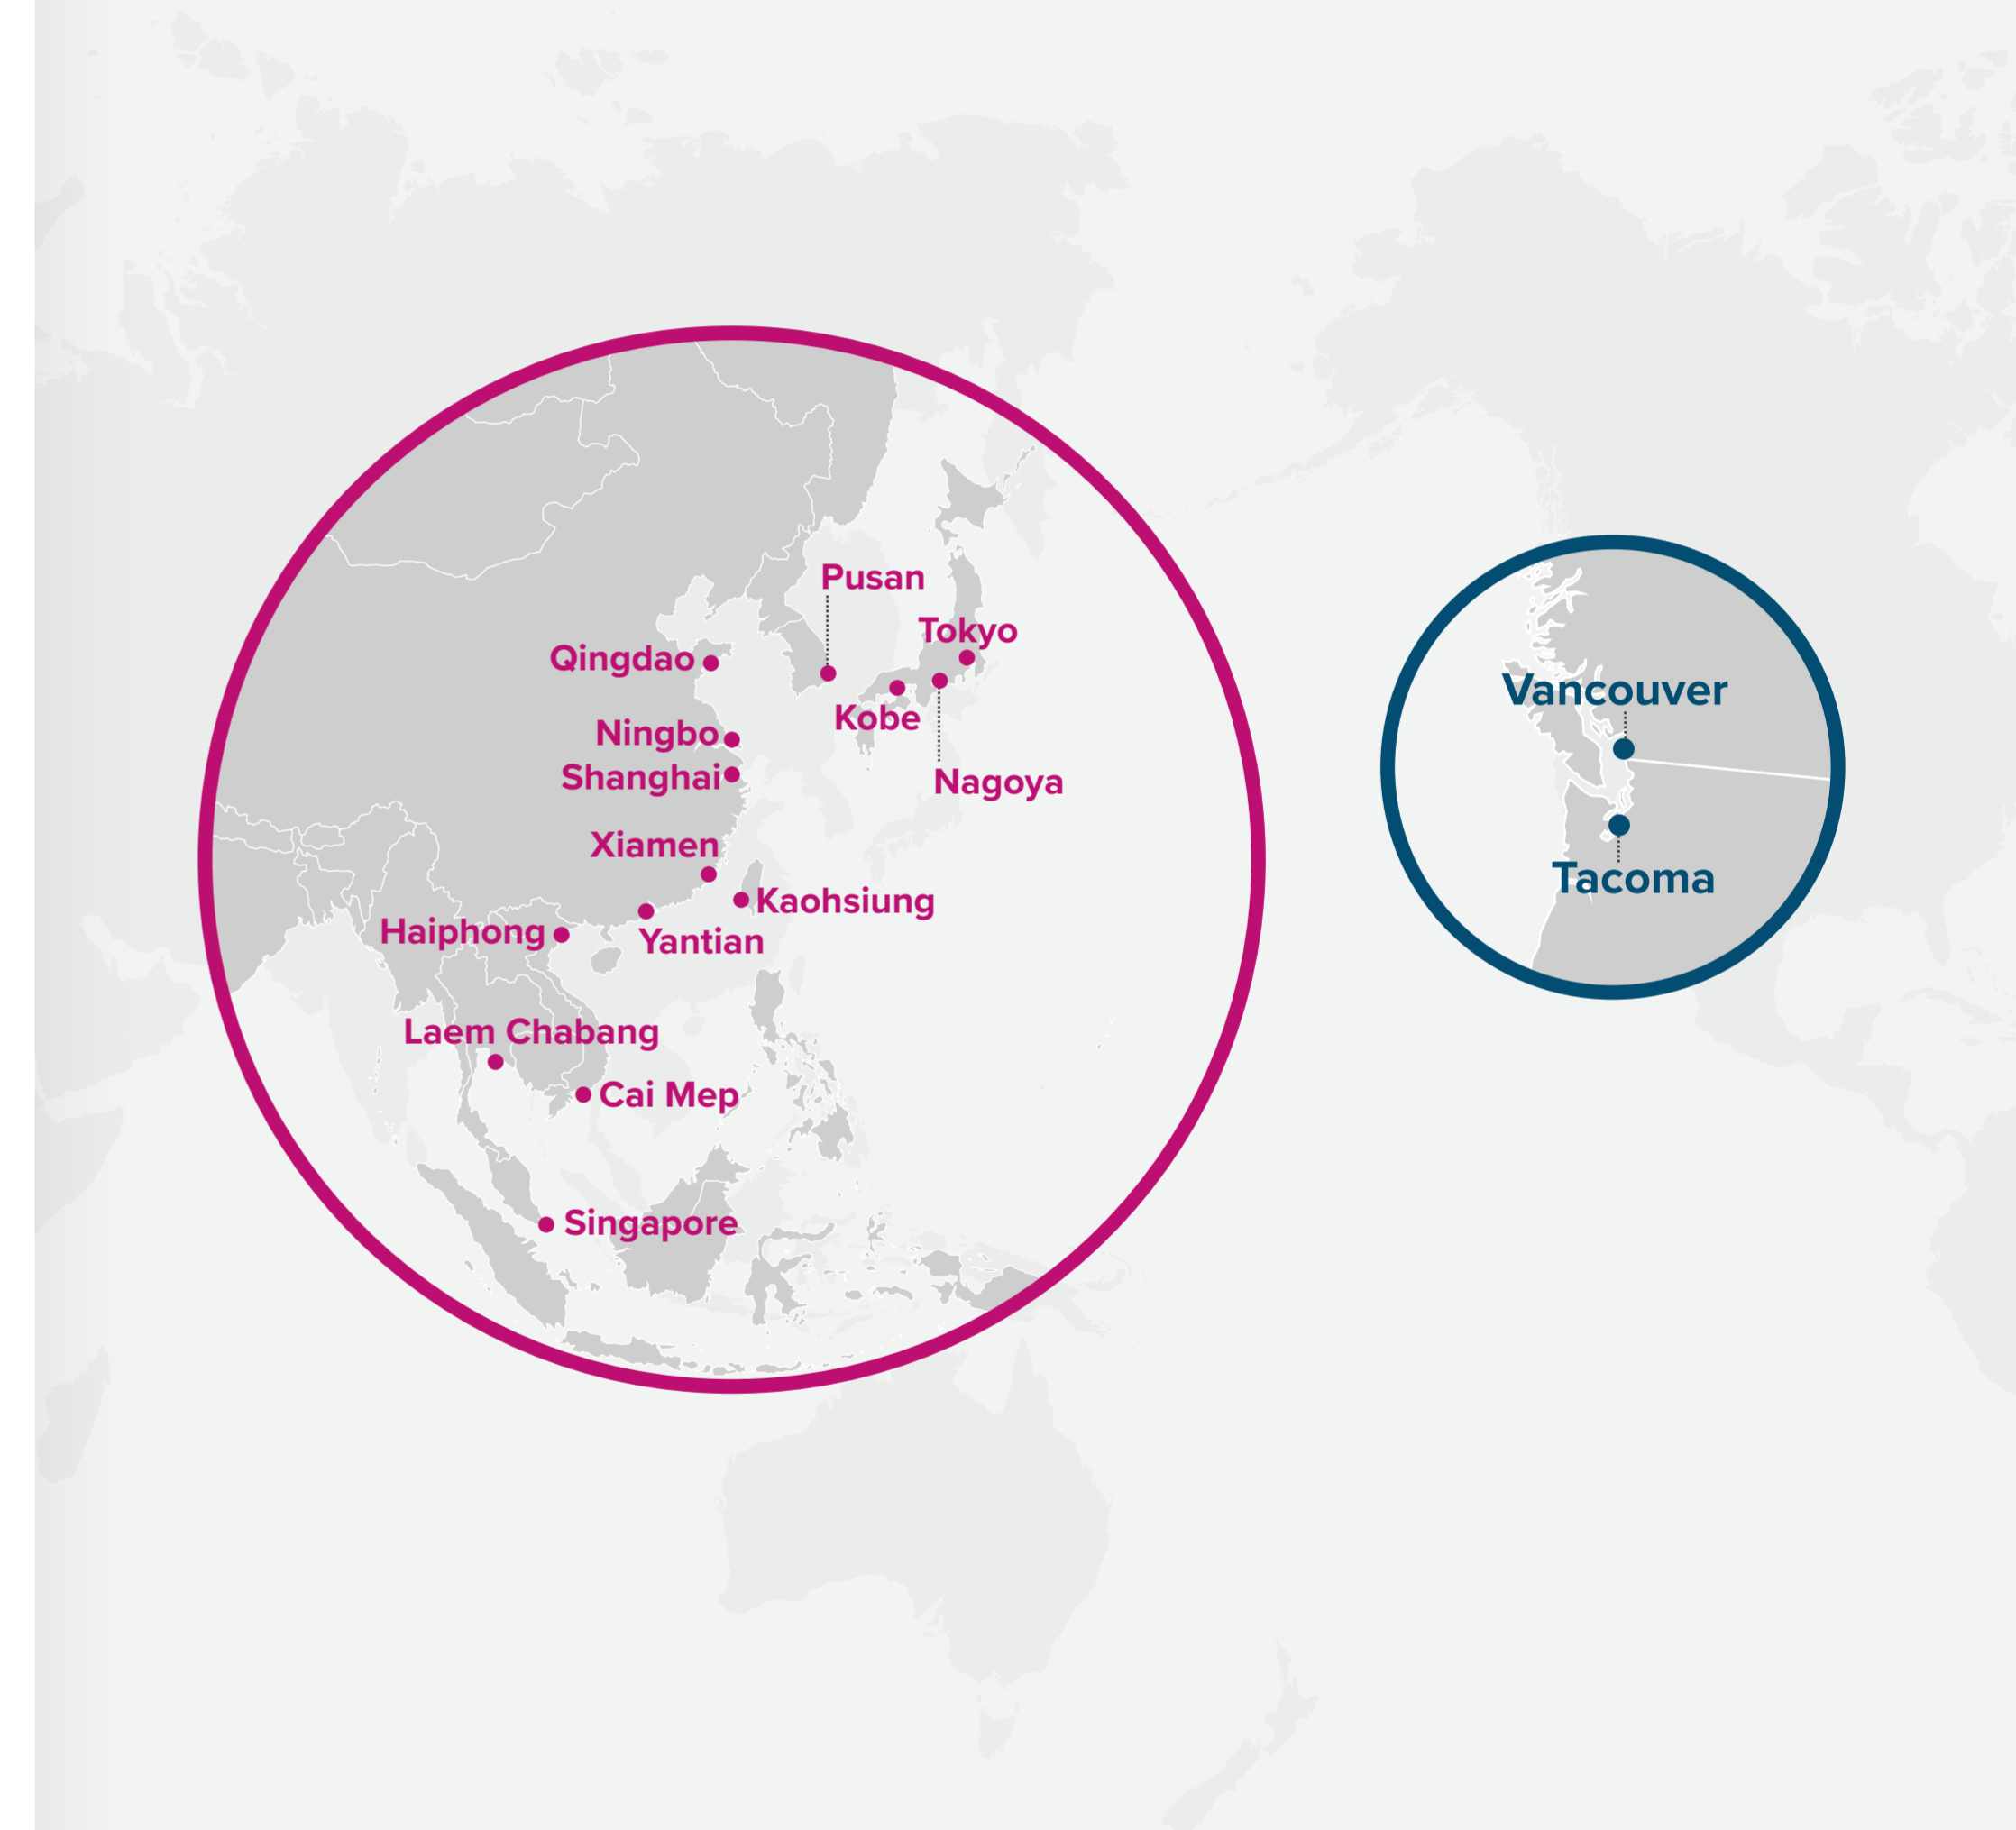 Pusan
Tokyo
Qingdao
Kobe
Ningbo
Shanghai
Nagoya
Xiamen
Kaohsiung
Haiphong
Yantian
Laem Chabang
Cai Mep
Singapore
Vancouver
Tacoma